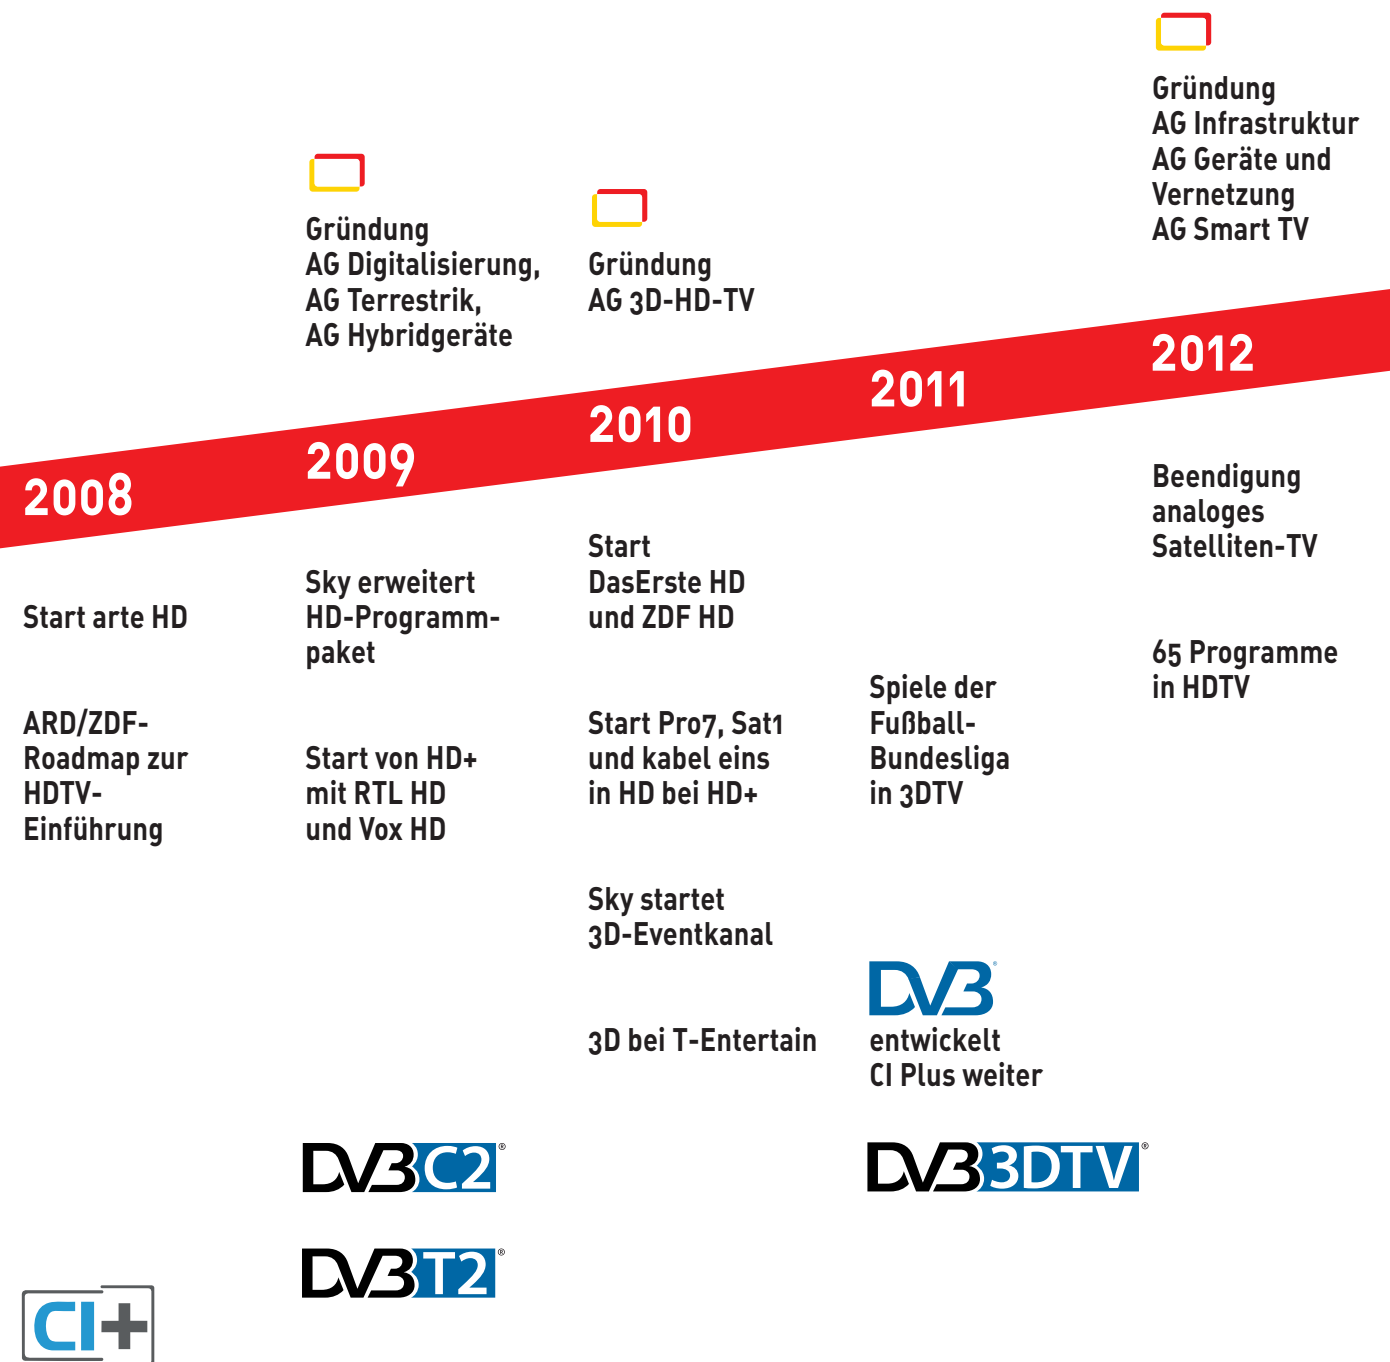 2008
Start arte HD
ARD/ZDF-
Roadmap zur
HDTV-
Einführung
CI+
Gründung
AG Digitalisierung,
AG Terrestrik,
AG Hybridgeräte
2009
Sky erweitert
HD-Programm-
paket
Start von HD+
mit RTL HD
und Vox HD
DVB C2®
DVB T2®
Gründung
AG 3D-HD-TV
2010
Start
DasErste HD
und ZDF HD
Start Pro7, Sat1
und kabel eins
in HD bei HD+
Sky startet
3D-Eventkanal
3D bei T-Entertain
2011
Spiele der
Fußball-
Bundesliga
in 3DTV
DVB®
entwickelt
CI Plus weiter
DVB 3DTV®
Gründung
AG Infrastruktur
AG Geräte und
Vernetzung
AG Smart TV
2012
Beendigung
analoges
Satelliten-TV
65 Programme
in HDTV